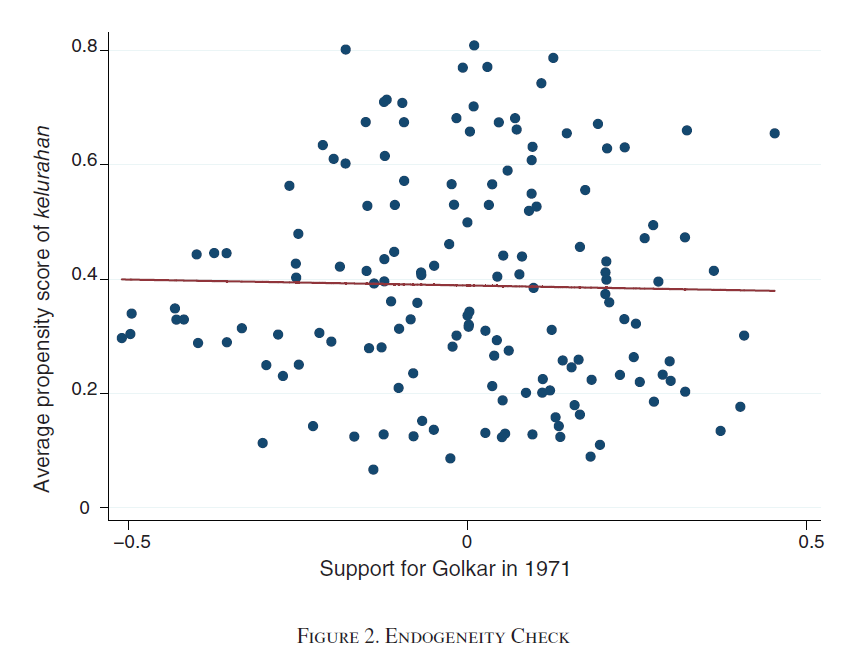 0.8
0.6
0.4
0.2
0
Average propensity score of kelurahan
−0.5
0
0.5
Support for Golkar in 1971
Figure 2. Endogeneity Check